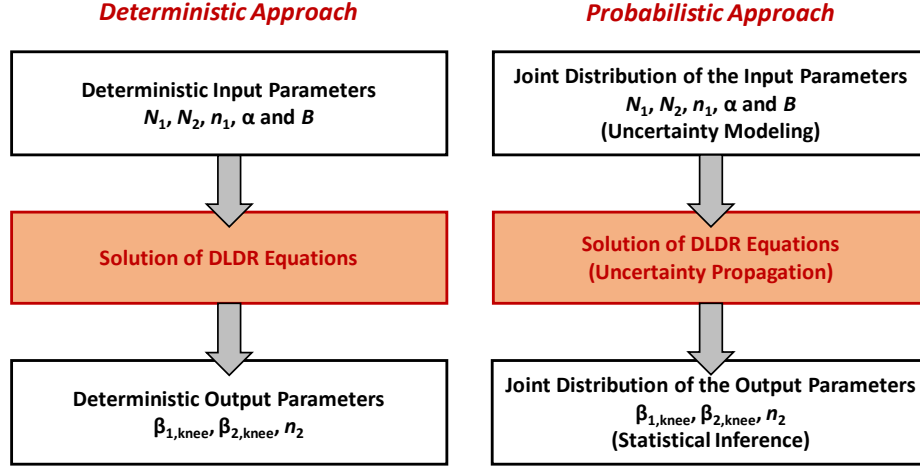 Deterministic Approach
Deterministic Input Parameters
N₁, N₂, n₁, α and B
Solution of DLDR Equations
Deterministic Output Parameters
β₁,knee, β₂,knee, n₂
Probabilistic Approach
Joint Distribution of the Input Parameters
N₁, N₂, n₁, α and B
(Uncertainty Modeling)
Solution of DLDR Equations
(Uncertainty Propagation)
Joint Distribution of the Output Parameters
β₁,knee, β₂,knee, n₂
(Statistical Inference)